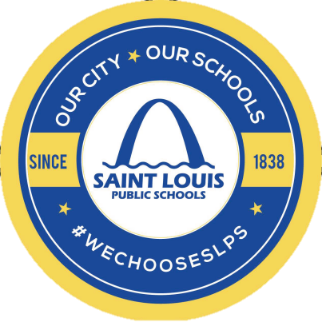 OUR CITY ★ OUR SCHOOLS
SINCE 1838
SAINT LOUIS
PUBLIC SCHOOLS
#WECHOOSESLPS